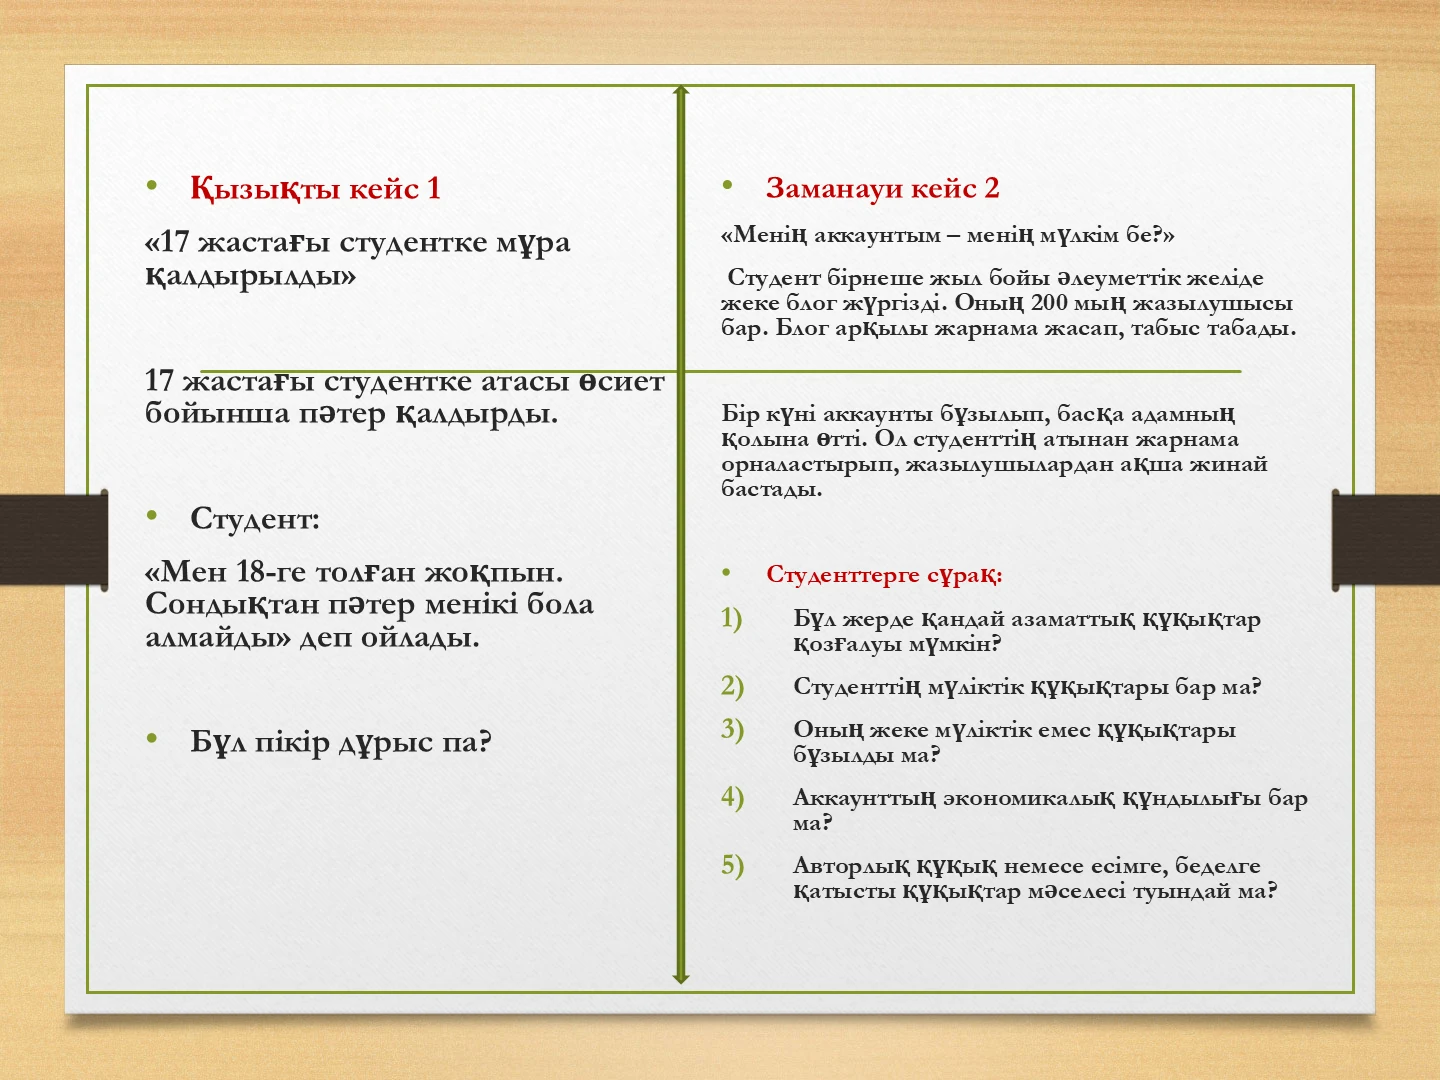 • Қызықты кейс 1
«17 жастағы студентке мұра
қалдырылды»
17 жастағы студентке атасы өсиет
бойынша пәтер қалдырды.
• Студент:
«Мен 18-ге толған жоқпын.
Сондықтан пәтер менікі бола
алмайды» деп ойлады.
• Бұл пікір дұрыс па?
• Заманауи кейс 2
«Менің аккаунтым – менің мүлкім бе?»
Студент бірнеше жыл бойы әлеуметтік желіде
жеке блог жүргізді. Оның 200 мың жазылушысы
бар. Блог арқылы жарнама жасап, табыс табады.
Бір күні аккаунты бұзылып, басқа адамның
қолына өтті. Ол студенттің атынан жарнама
орналастырып, жазылушылардан ақша жинай
бастады.
• Студенттерге сұрақ:
1) Бұл жерде қандай азаматтық құқықтар
қозғалуы мүмкін?
2) Студенттің мүліктік құқықтары бар ма?
3) Оның жеке мүліктік емес құқықтары
бұзылды ма?
4) Аккаунттың экономикалық құндылығы бар
ма?
5) Авторлық құқық немесе есімге, беделге
қатысты құқықтар мәселесі туындай ма?